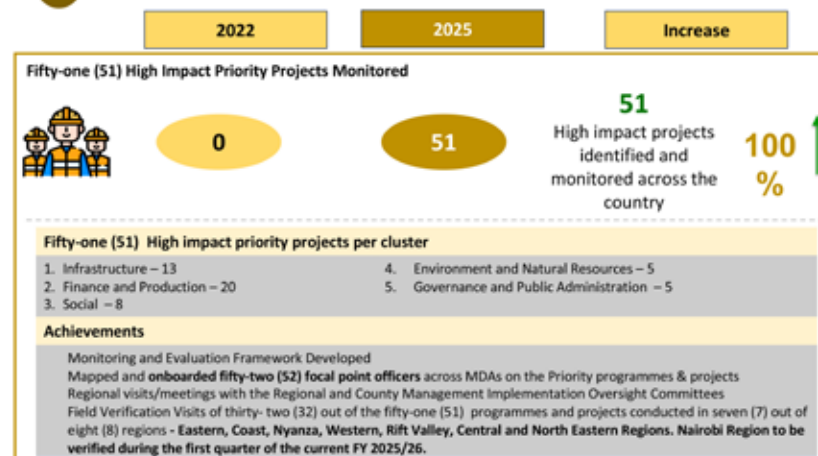 2022 2025 Increase
Fifty-one (51) High Impact Priority Projects Monitored
0 51
51
High impact projects
identified and
monitored across the
country
100
%
Fifty-one (51) High impact priority projects per cluster
1. Infrastructure – 13
2. Finance and Production – 20
3. Social – 8
4. Environment and Natural Resources – 5
5. Governance and Public Administration – 5
Achievements
Monitoring and Evaluation Framework Developed
Mapped and onboarded fifty-two (52) focal point officers across MDAs on the Priority programmes & projects
Regional visits/meetings with the Regional and County Management Implementation Oversight Committees
Field Verification Visits of thirty- two (32) out of the fifty-one (51) programmes and projects conducted in seven (7) out of
eight (8) regions - Eastern, Coast, Nyanza, Western, Rift Valley, Central and North Eastern Regions. Nairobi Region to be
verified during the first quarter of the current FY 2025/26.